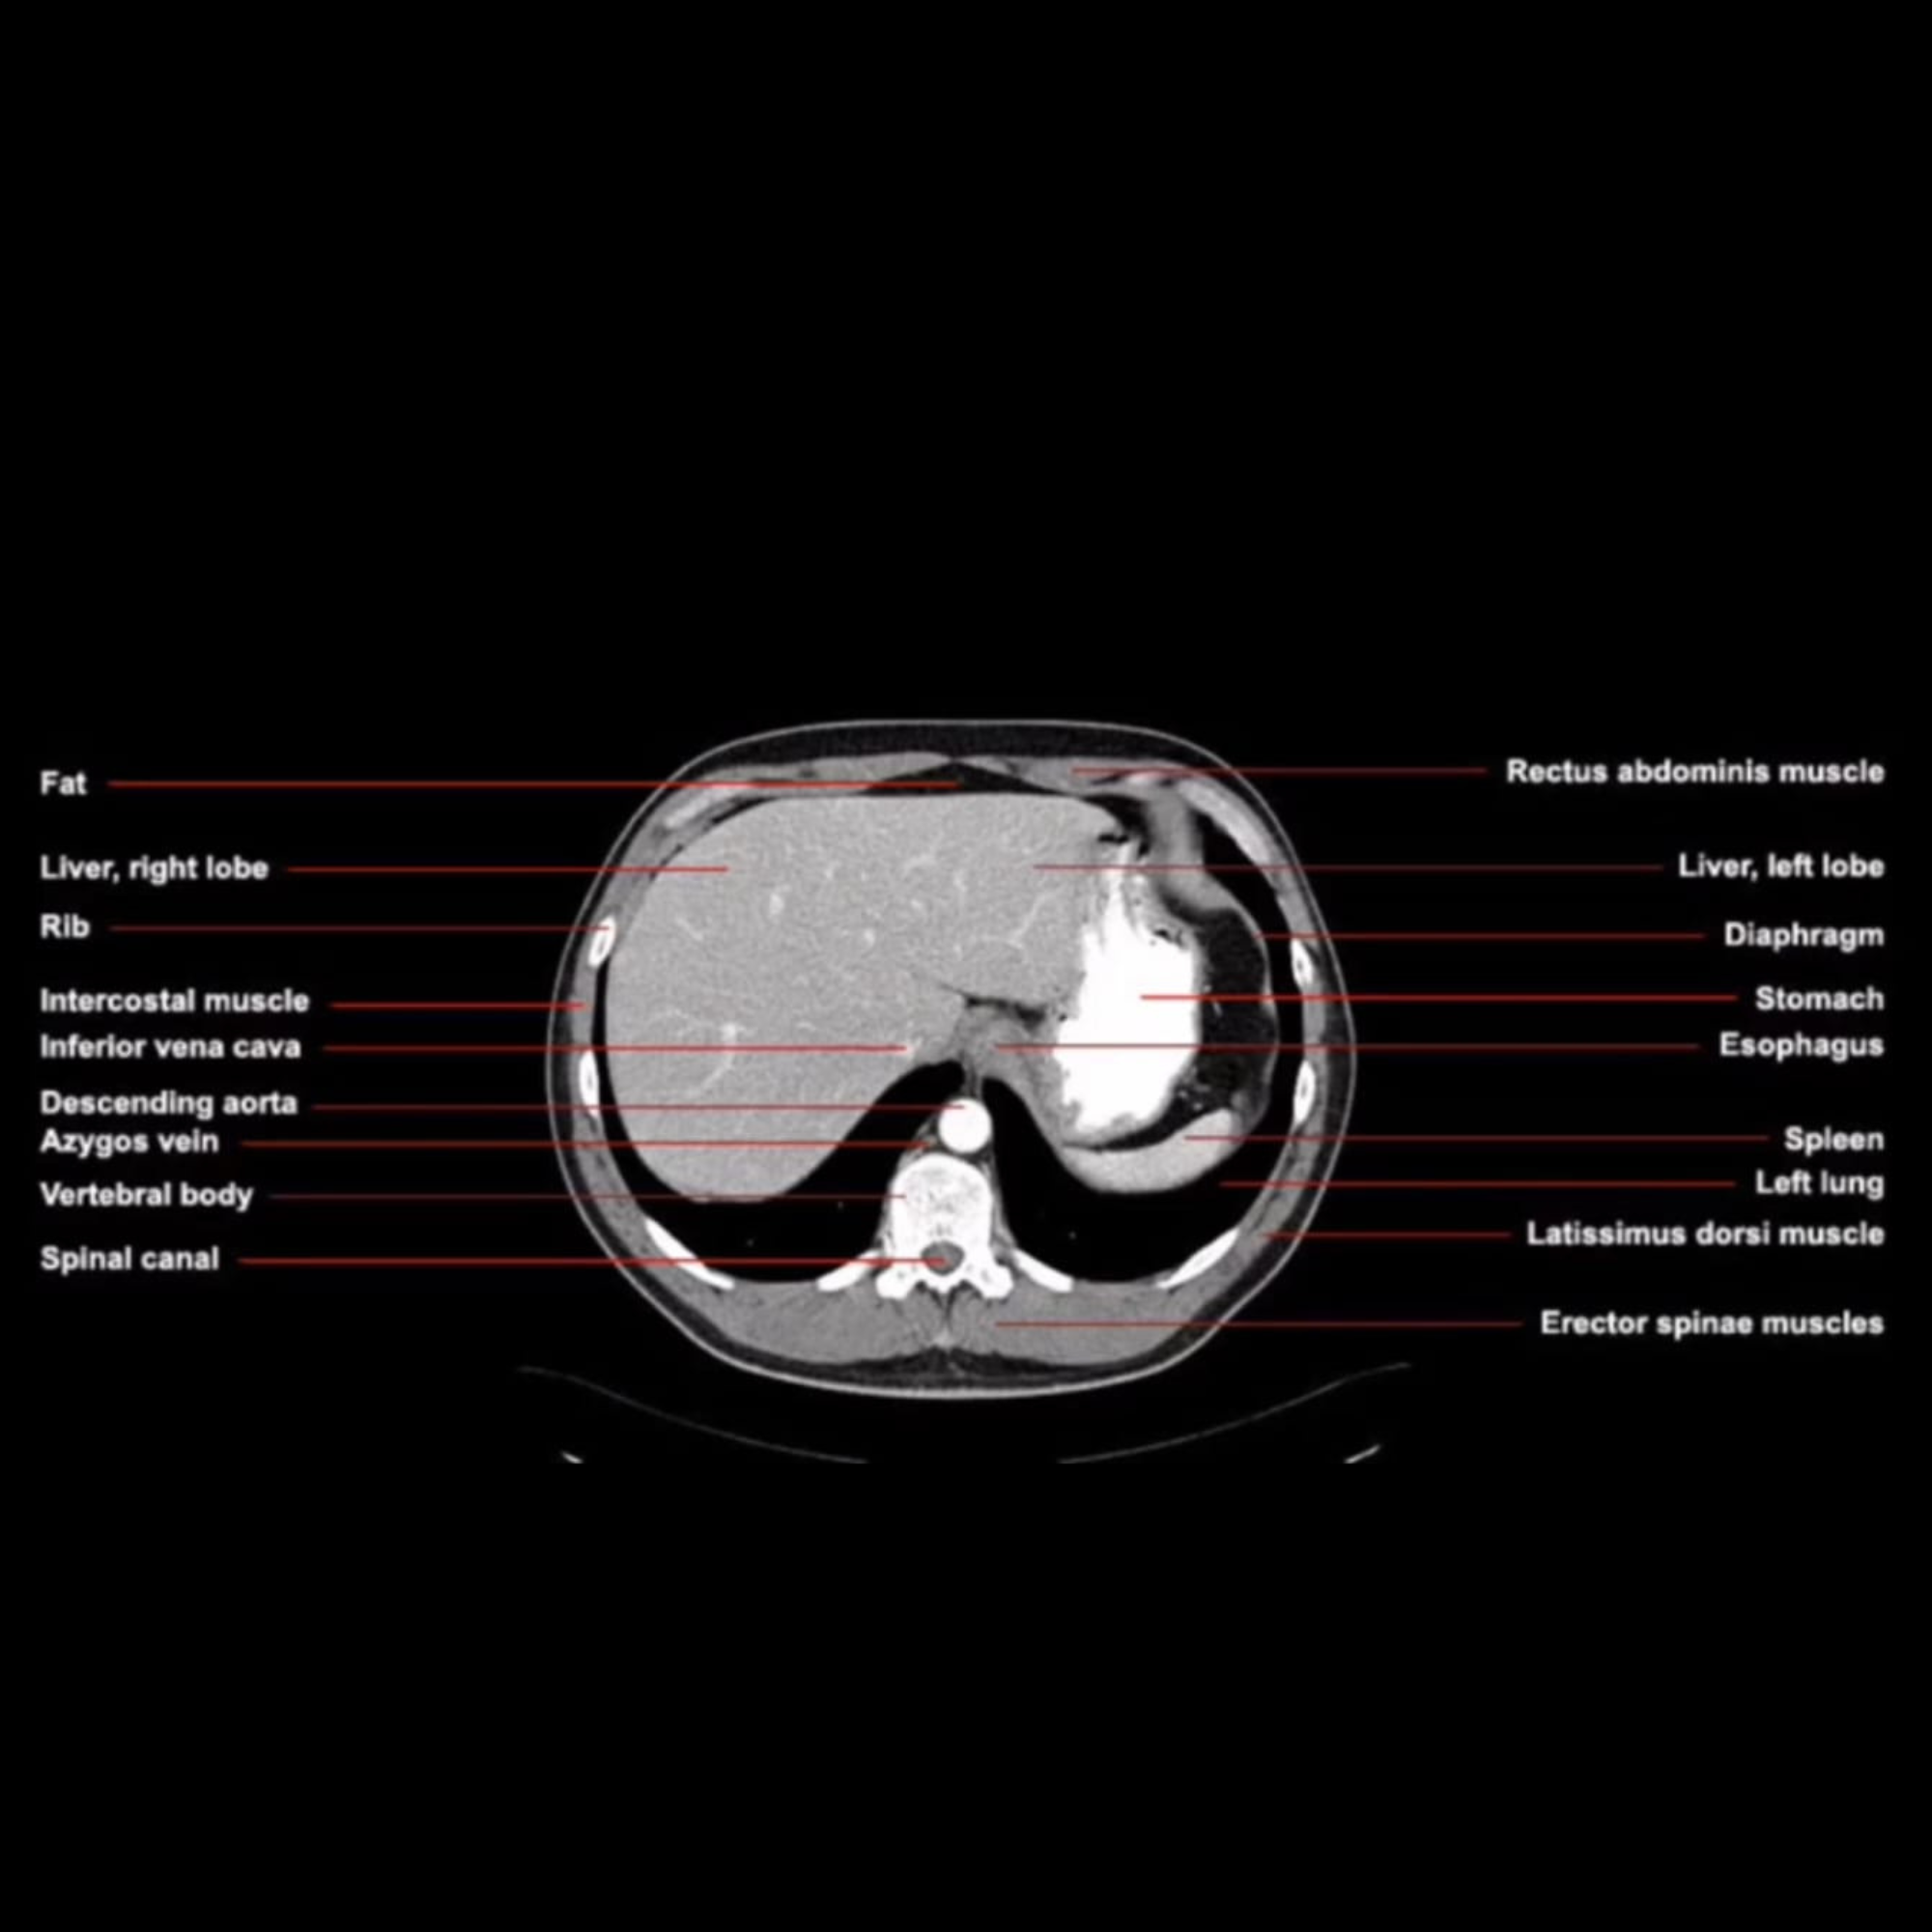 Fat
Liver, right lobe
Rib
Intercostal muscle
Inferior vena cava
Descending aorta
Azygos vein
Vertebral body
Spinal canal
Rectus abdominis muscle
Liver, left lobe
Diaphragm
Stomach
Esophagus
Spleen
Left lung
Latissimus dorsi muscle
Erector spinae muscles